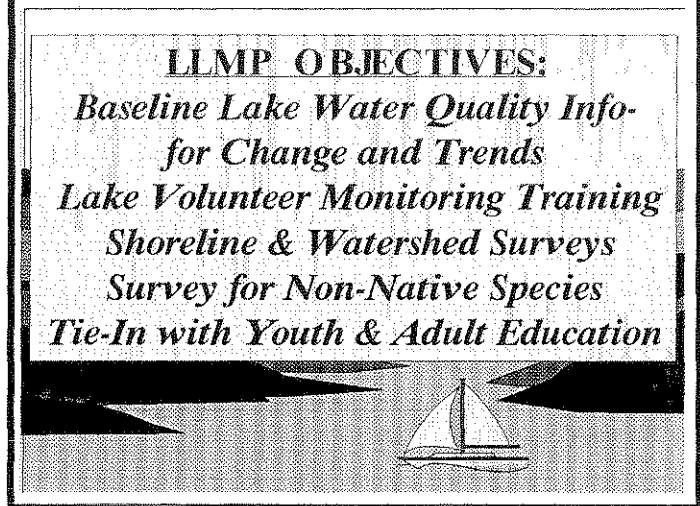 LLMP OBJECTIVES:
Baseline Lake Water Quality Info-
for Change and Trends
Lake Volunteer Monitoring Training
Shoreline & Watershed Surveys
Survey for Non-Native Species
Tie-In with Youth & Adult Education